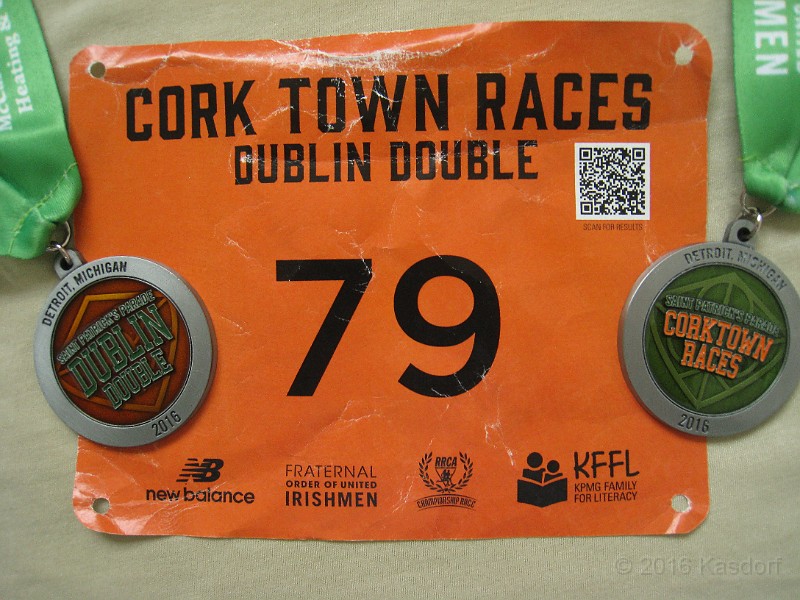 Heating &
MEN
CORK TOWN RACES
DUBLIN DOUBLE
SCAN FOR RESULTS
79
DETROIT, MICHIGAN
SAINT PATRICK'S PARADE
DUBLIN
DOUBLE
2016
DETROIT, MICHIGAN
SAINT PATRICK'S PARADE
CORKTOWN
RACES
2016
new balance
FRATERNAL
ORDER OF UNITED
IRISHMEN
RRCA
CHAMPIONSHIP RACE
KFFL
KPMG FAMILY
FOR LITERACY
© 2016 Kasdorf